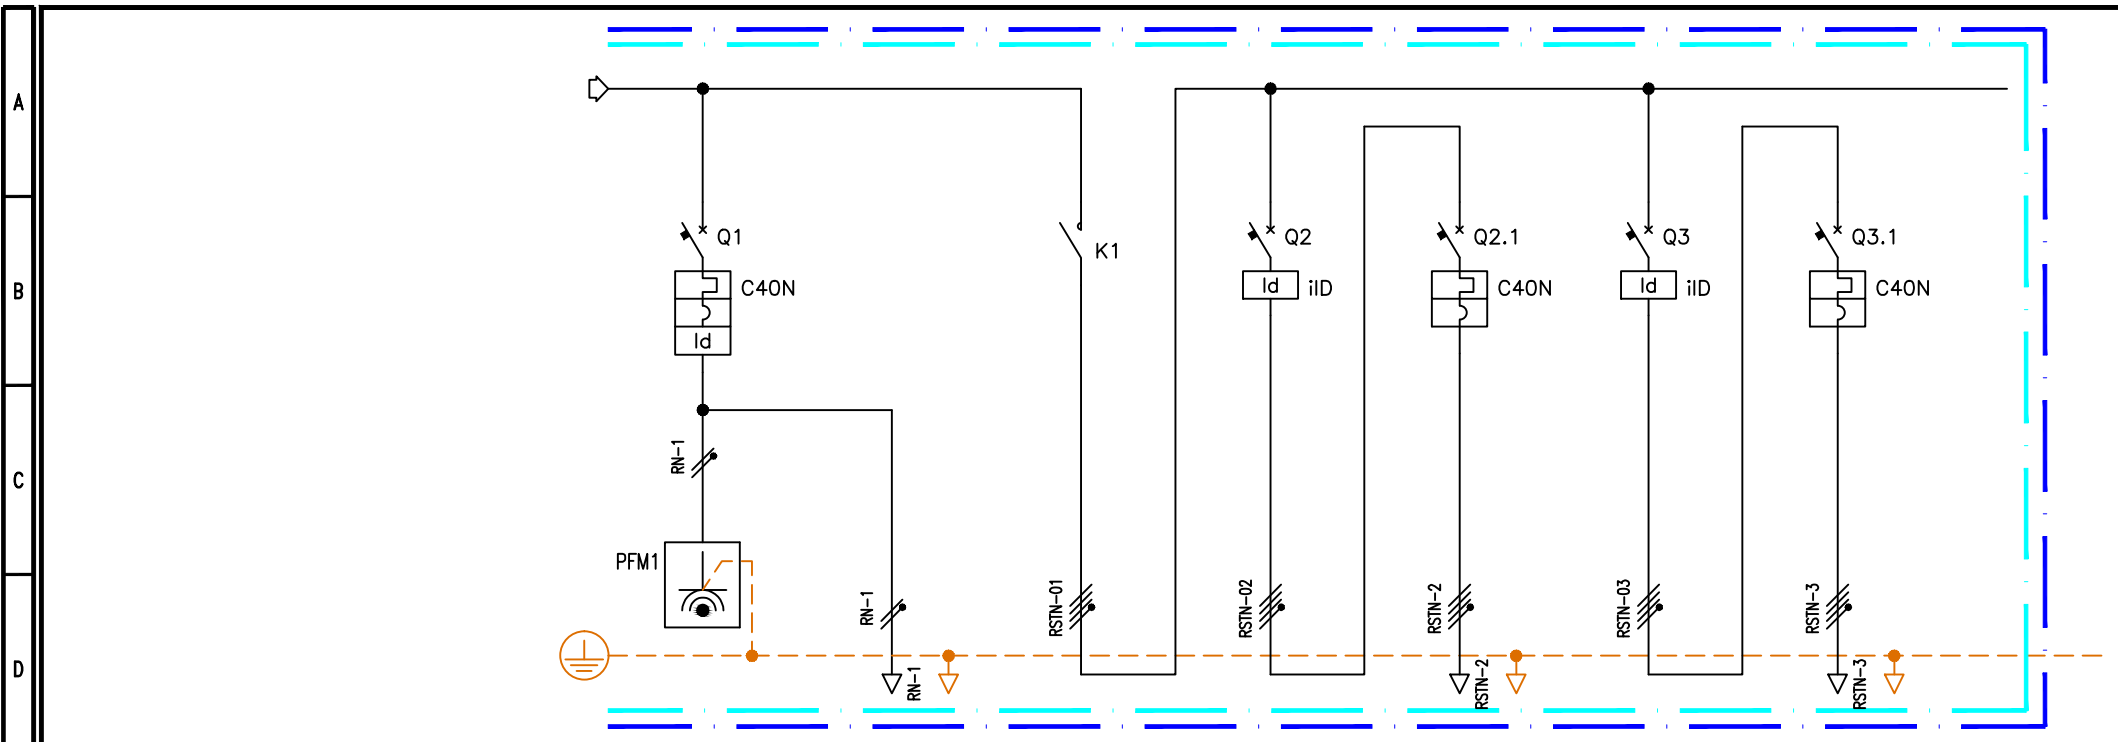 A
B
C
D
Q1
C40N
Id
K1
Q2
Id
iID
Q2.1
C40N
Q3
Id
iID
Q3.1
C40N
RN-1
PFM1
RN-1
RN-1
RSTN-01
RSTN-02
RSTN-2
RSTN-2
RSTN-03
RSTN-3
RSTN-3